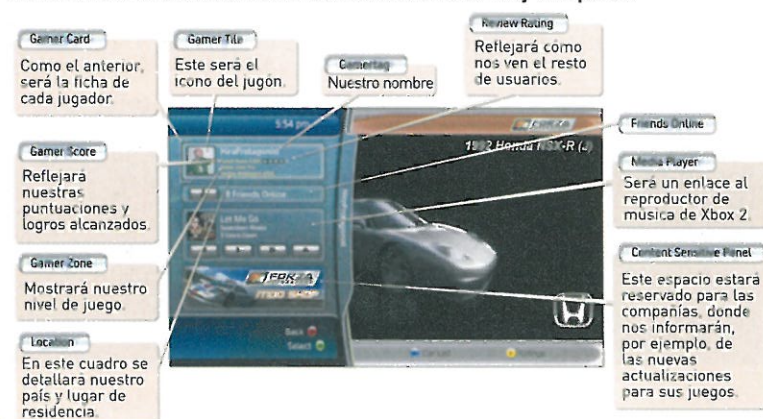 Gamer Card
Como el anterior,
será la ficha de
cada jugador.
Gamer Tile
Este será el
icono del jugón.
Gamertag
Nuestro nombre
Review Rating
Reflejará cómo
nos ven el resto
de usuarios.
Gamer Score
Reflejará
nuestras
puntuaciones y
logros alcanzados.
Gamer Zone
Mostrará nuestro
nivel de juego.
Location
En este cuadro se
detallará nuestro
país y lugar de
residencia.
5:54 pm
Friends Online
Let Me Go
FORZA
MOD SHOP
Back
Select
FORZA
1992 Honda NSX-R (J)
Friends Online
Media Player
Será un enlace al
reproductor de
música de Xbox 2.
Content Sensitive Panel
Este espacio estará
reservado para las
compañías, donde
nos informarán,
por ejemplo, de
las nuevas
actualizaciones
para sus juegos.